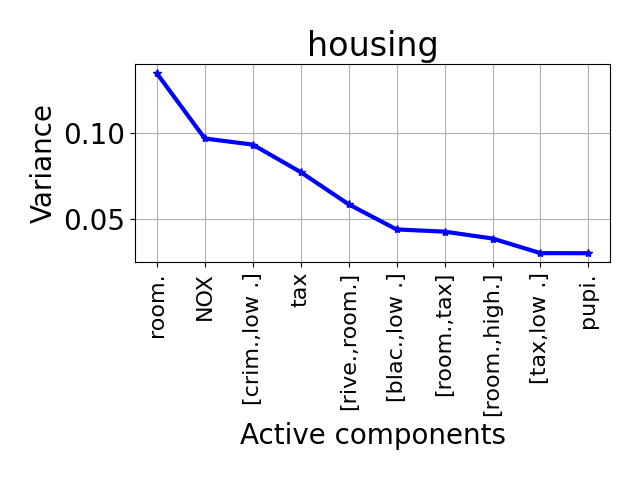 housing
Variance
0.10
0.05
room.
NOX
[crim.,low .]
tax
[rive.,room.]
[blac.,low .]
[room.,tax]
[room.,high.]
[tax,low .]
pupi.
Active components